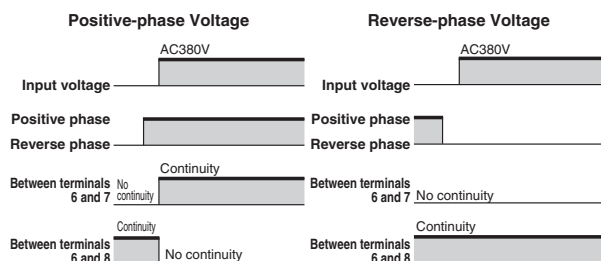 Positive-phase Voltage
AC380V
Input voltage
Positive phase
Reverse phase
Continuity
Between terminals
6 and 7
No
continuity
Continuity
Between terminals
6 and 8
No continuity
Reverse-phase Voltage
AC380V
Input voltage
Positive phase
Reverse phase
Between terminals
6 and 7
No continuity
Continuity
Between terminals
6 and 8